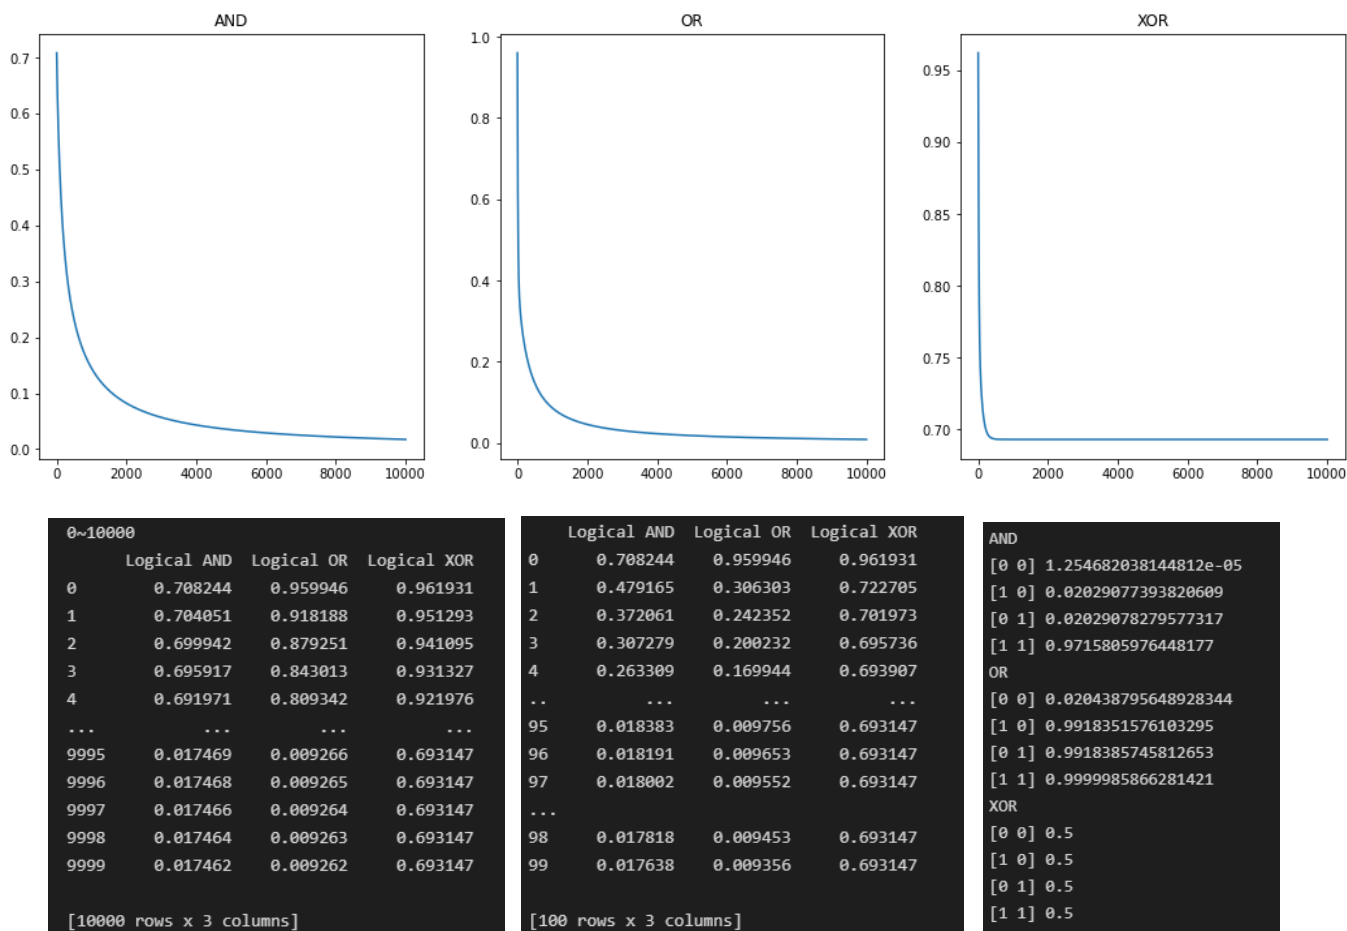 AND
0.7
0.6
0.5
0.4
0.3
0.2
0.1
0.0
0 2000 4000 6000 8000 10000
OR
1.0
0.8
0.6
0.4
0.2
0.0
0 2000 4000 6000 8000 10000
XOR
0.95
0.90
0.85
0.80
0.75
0.70
0 2000 4000 6000 8000 10000
0~10000
Logical AND Logical OR Logical XOR
0 0.708244 0.959946 0.961931
1 0.704051 0.918188 0.951293
2 0.699942 0.879251 0.941095
3 0.695917 0.843013 0.931327
4 0.691971 0.809342 0.921976
... ... ... ...
9995 0.017469 0.009266 0.693147
9996 0.017468 0.009265 0.693147
9997 0.017466 0.009264 0.693147
9998 0.017464 0.009263 0.693147
9999 0.017462 0.009262 0.693147
[10000 rows x 3 columns]
Logical AND Logical OR Logical XOR
0 0.708244 0.959946 0.961931
1 0.479165 0.306303 0.722705
2 0.372061 0.242352 0.701973
3 0.307279 0.200232 0.695736
4 0.263309 0.169944 0.693907
.. ... ... ...
95 0.018383 0.009756 0.693147
96 0.018191 0.009653 0.693147
97 0.018002 0.009552 0.693147
...
98 0.017818 0.009453 0.693147
99 0.017638 0.009356 0.693147
[100 rows x 3 columns]
AND
[0 0] 1.254682038144812e-05
[1 0] 0.02029077393820609
[0 1] 0.02029078279577317
[1 1] 0.9715805976448177
OR
[0 0] 0.020438795648928344
[1 0] 0.9918351576103295
[0 1] 0.9918385745812653
[1 1] 0.9999985866281421
XOR
[0 0] 0.5
[1 0] 0.5
[0 1] 0.5
[1 1] 0.5